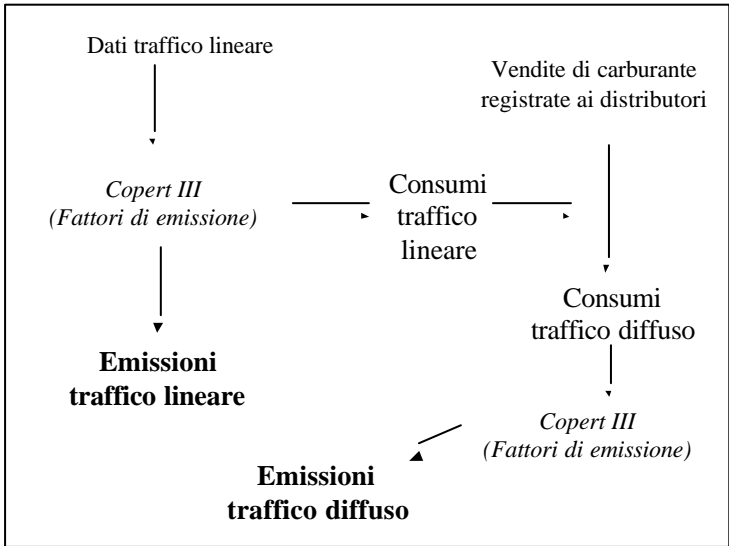 Dati traffico lineare
Vendite di carburante
registrate ai distributori
Copert III
(Fattori di emissione)
Consumi
traffico
lineare
Consumi
traffico diffuso
Emissioni
traffico lineare
Copert III
(Fattori di emissione)
Emissioni
traffico diffuso